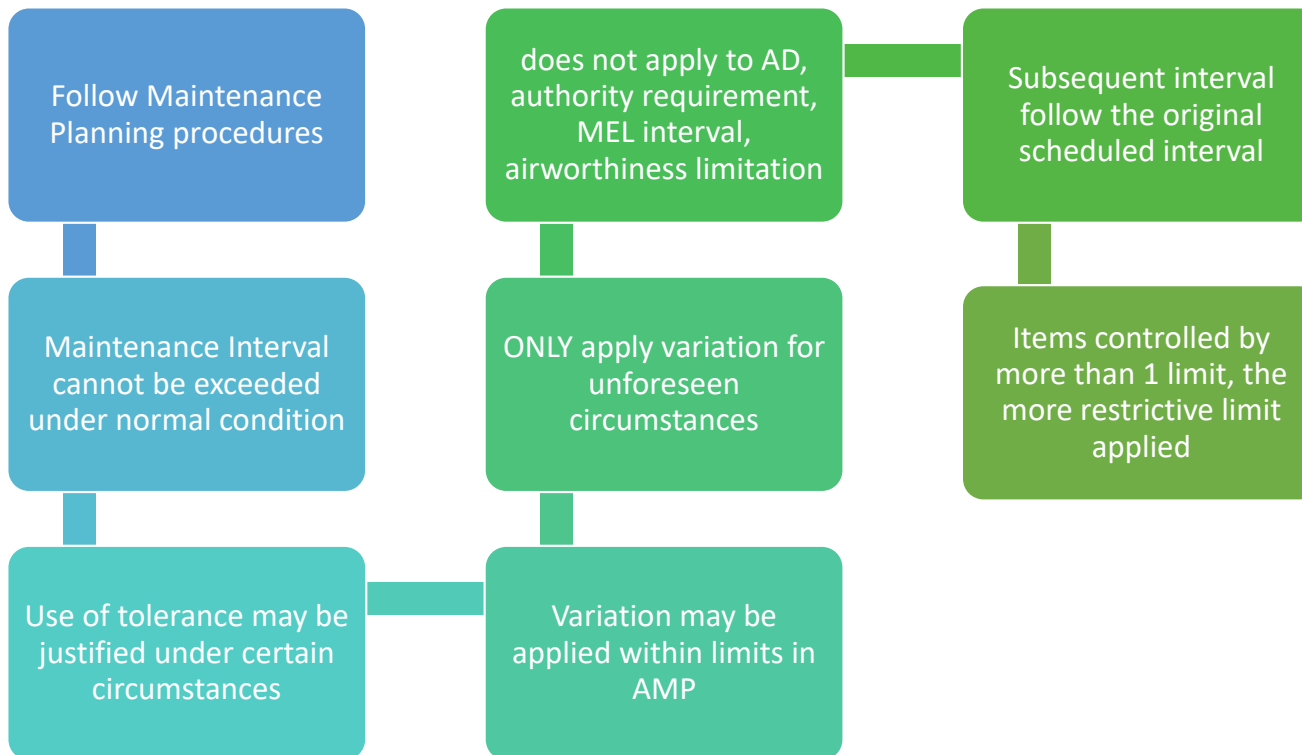 Follow Maintenance
Planning procedures
Maintenance Interval
cannot be exceeded
under normal condition
Use of tolerance may be
justified under certain
circumstances
Variation may be
applied within limits in
AMP
ONLY apply variation for
unforeseen
circumstances
does not apply to AD,
authority requirement,
MEL interval,
airworthiness limitation
Subsequent interval
follow the original
scheduled interval
Items controlled by
more than 1 limit, the
more restrictive limit
applied